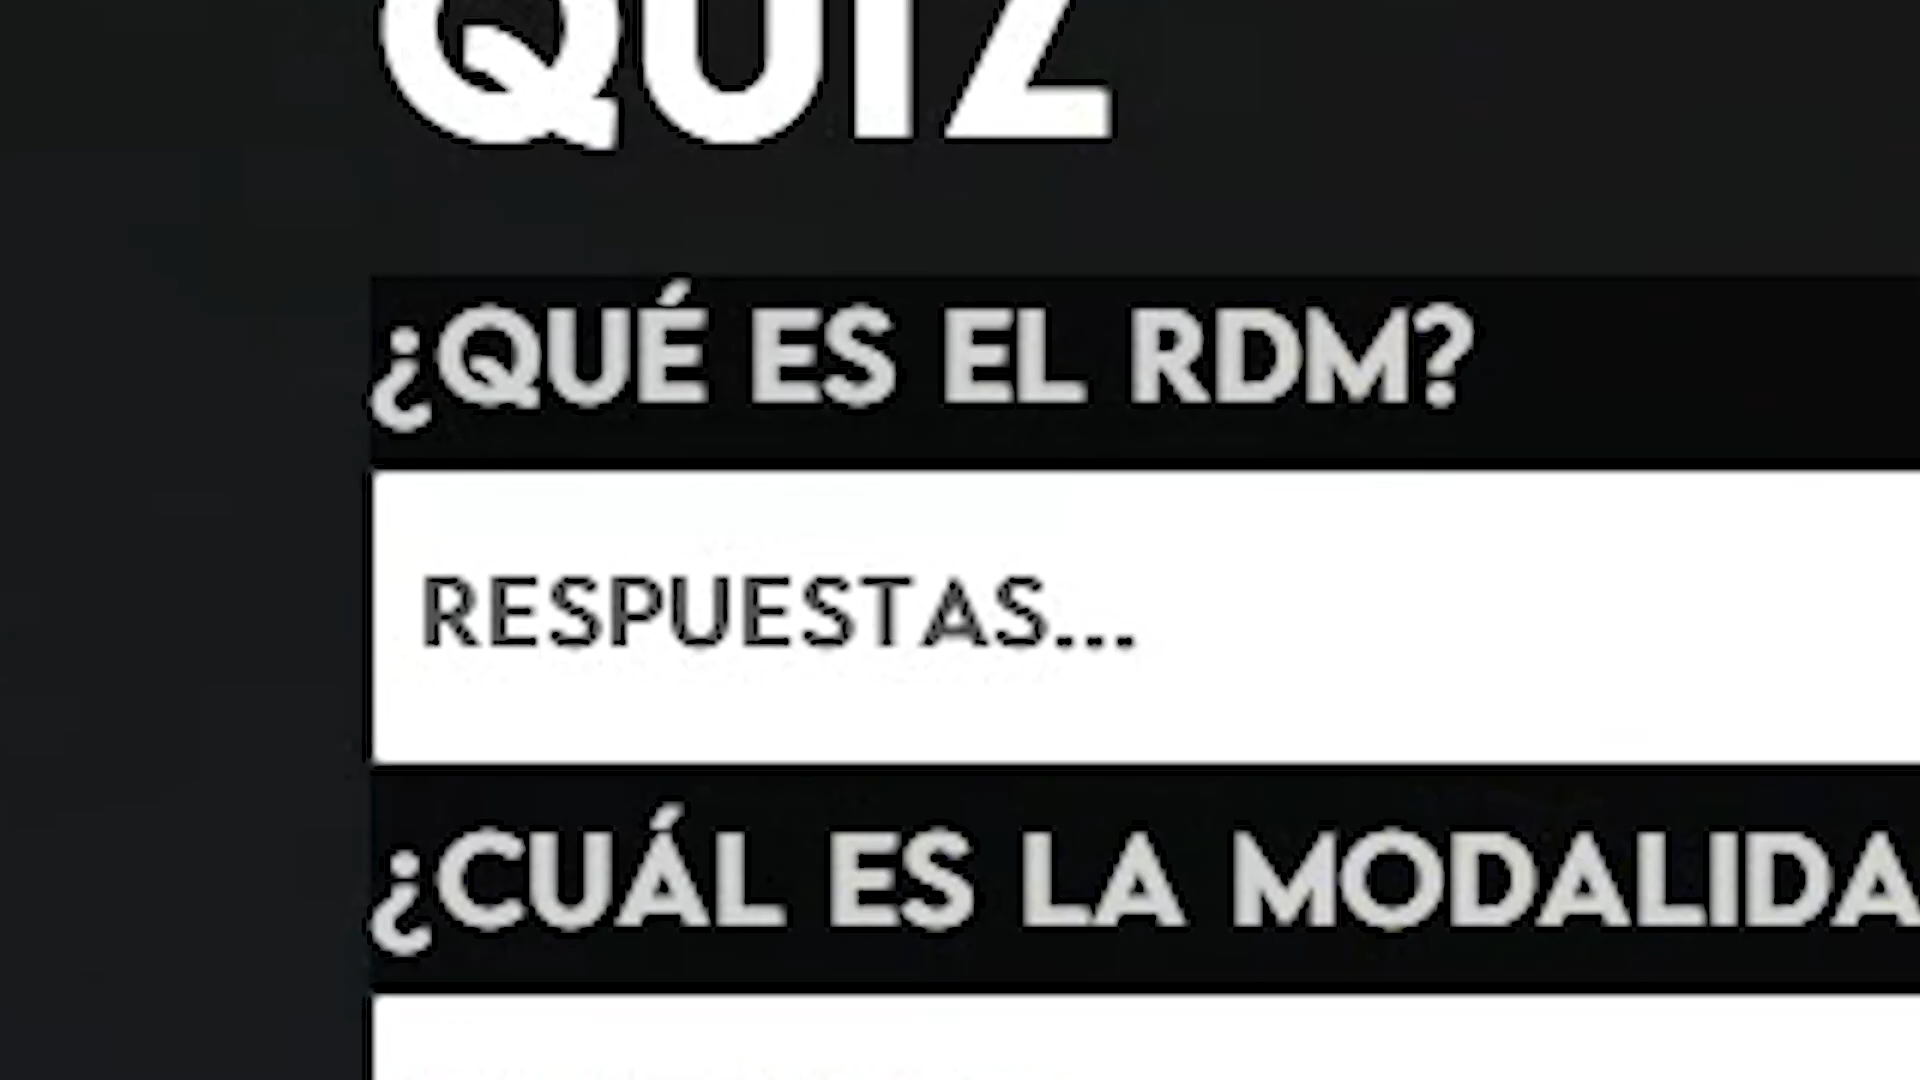 QUIZ
¿QUÉ ES EL RDM?
RESPUESTAS...
¿CUÁL ES LA MODALIDA